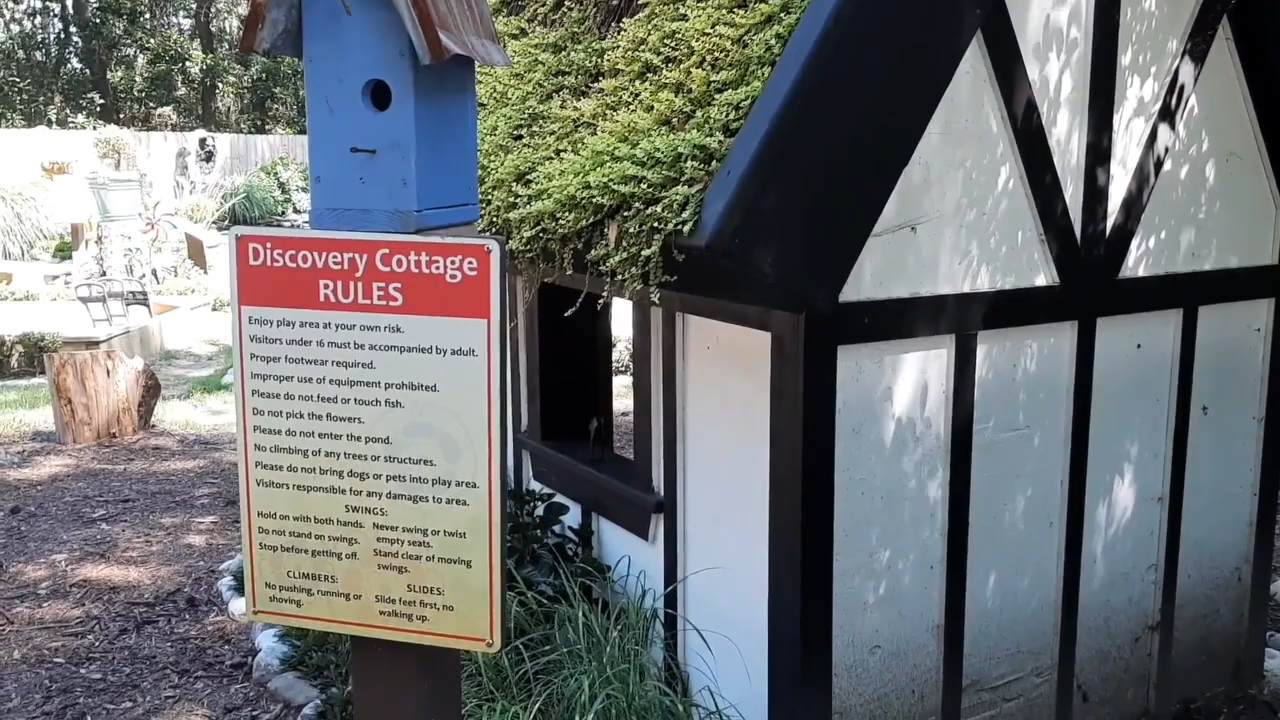 Discovery Cottage
RULES
Enjoy play area at your own risk.
Visitors under 16 must be accompanied by adult.
Proper footwear required.
Improper use of equipment prohibited.
Please do not feed or touch fish.
Do not pick the flowers.
Please do not enter the pond.
No climbing of any trees or structures.
Please do not bring dogs or pets into play area.
Visitors responsible for any damages to area.
SWINGS:
Hold on with both hands.
Do not stand on swings.
Stop before getting off.
Never swing or twist
empty seats.
Stand clear of moving
swings.
CLIMBERS:
No pushing, running or
shoving.
SLIDES:
Slide feet first, no
walking up.